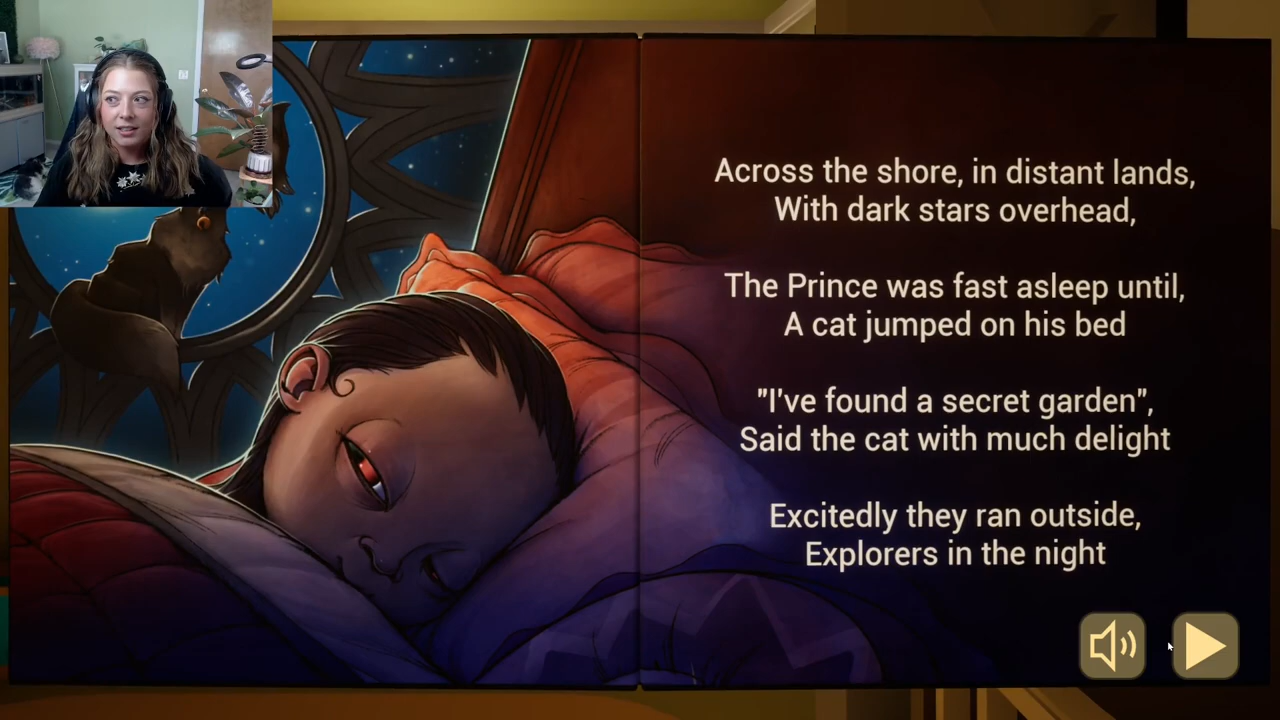 Across the shore, in distant lands,
With dark stars overhead,
The Prince was fast asleep until,
A cat jumped on his bed
"I've found a secret garden",
Said the cat with much delight
Excitedly they ran outside,
Explorers in the night